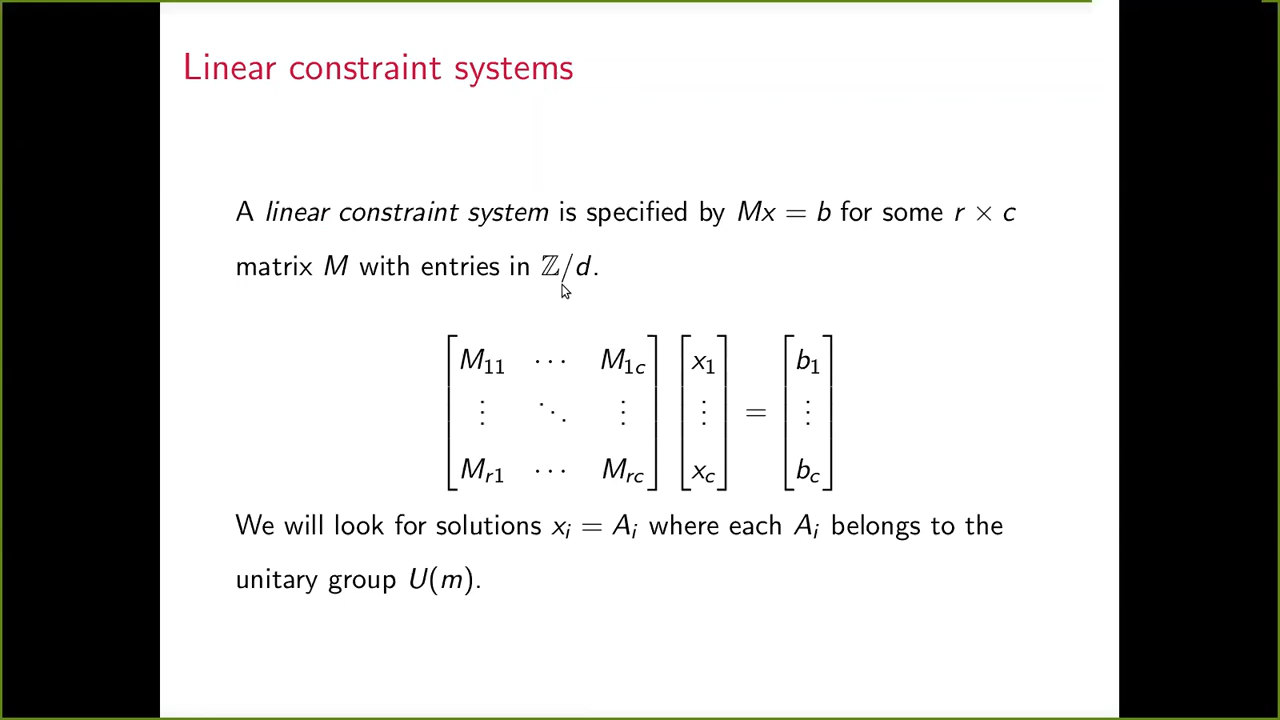 Linear constraint systems
A linear constraint system is specified by Mx = b for some r × c
matrix M with entries in ℤ/d.
[M₁₁ ⋯ M₁c] [x₁] [b₁]
[⋮ ⋱ ⋮] [⋮] = [⋮]
[Mᵣ₁ ⋯ Mᵣc] [xc] [bc]
We will look for solutions xᵢ = Aᵢ where each Aᵢ belongs to the
unitary group U(m).